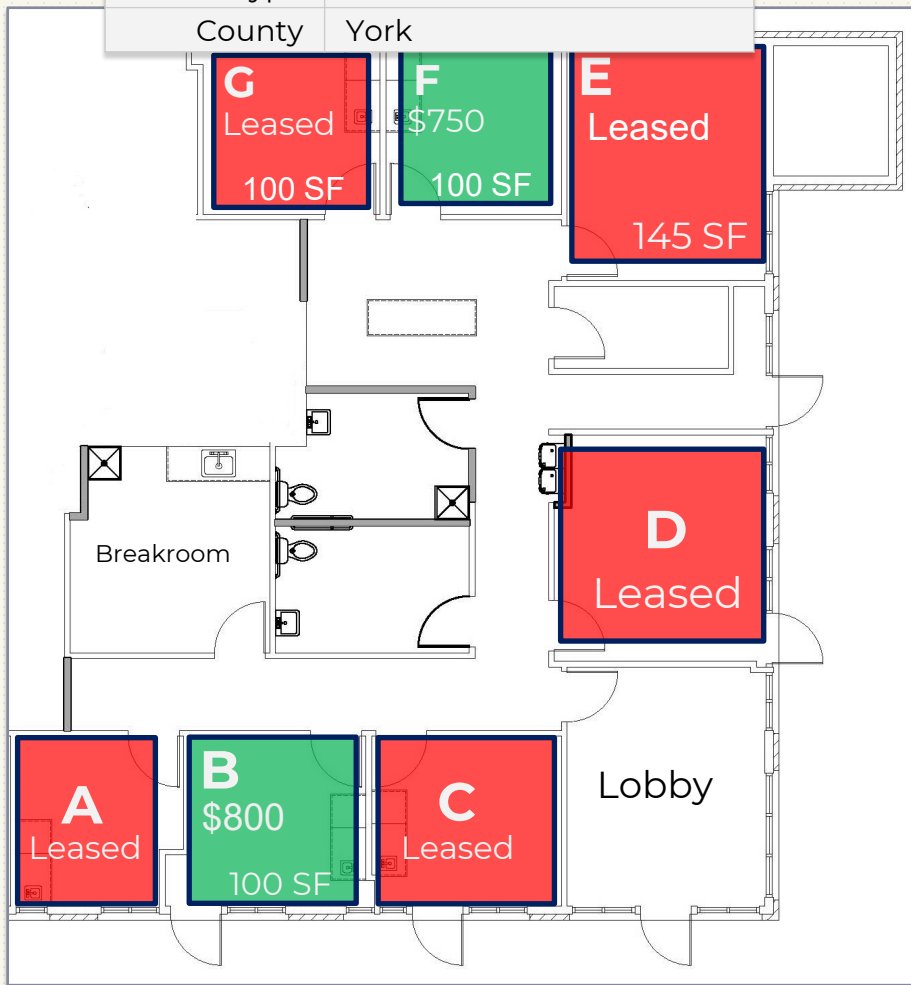 County York
G
Leased
100 SF
F
$750
100 SF
E
Leased
145 SF
Breakroom
D
Leased
A
Leased
B
$800
100 SF
C
Leased
Lobby